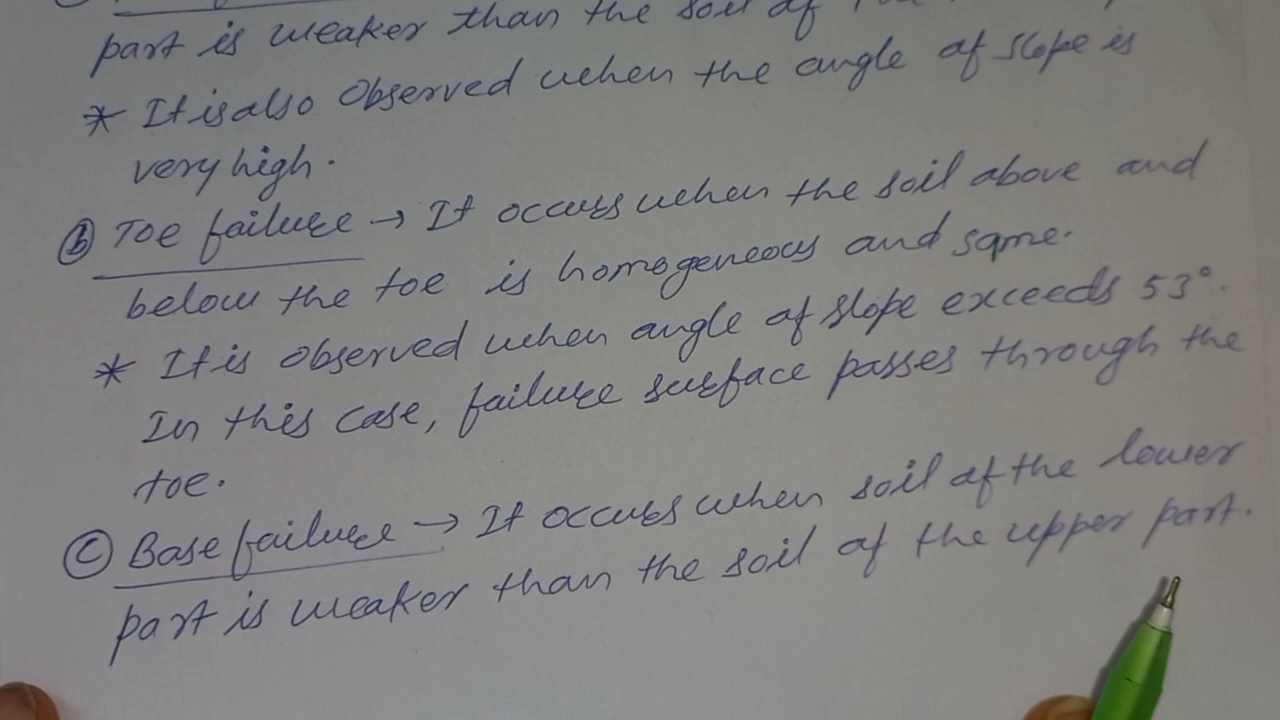 part is weaker than the soil of
* It is also observed when the angle of slope is
very high.
(b) Toe failure → It occurs when the soil above and
below the toe is homogeneous and same.
* It is observed when angle of slope exceeds 53°.
In this case, failure surface passes through the
toe.
(c) Base failure → It occurs when soil of the lower
part is weaker than the soil of the upper part.